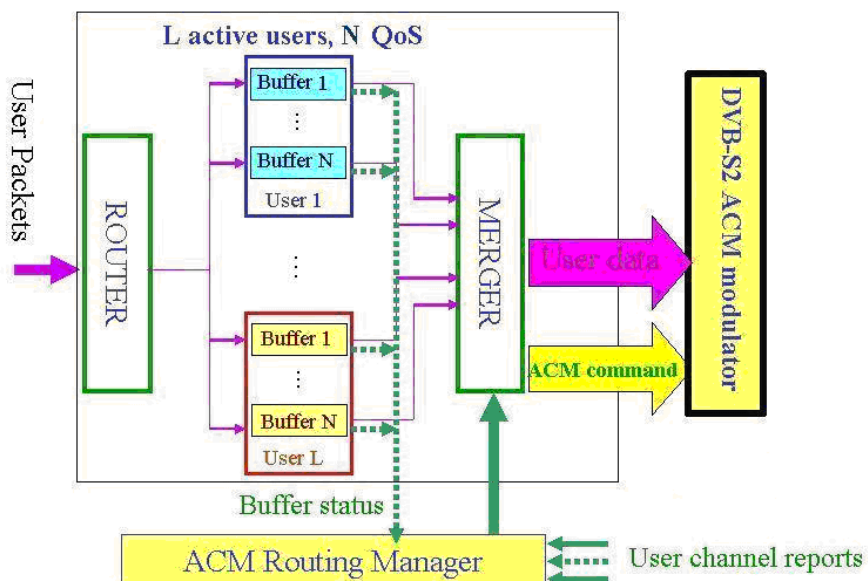 L active users, N QoS
User Packets
ROUTER
Buffer 1
⋮
Buffer N
User 1
⋮
Buffer 1
⋮
Buffer N
User L
MERGER
User data
ACM command
DVB-S2 ACM modulator
Buffer status
ACM Routing Manager
User channel reports